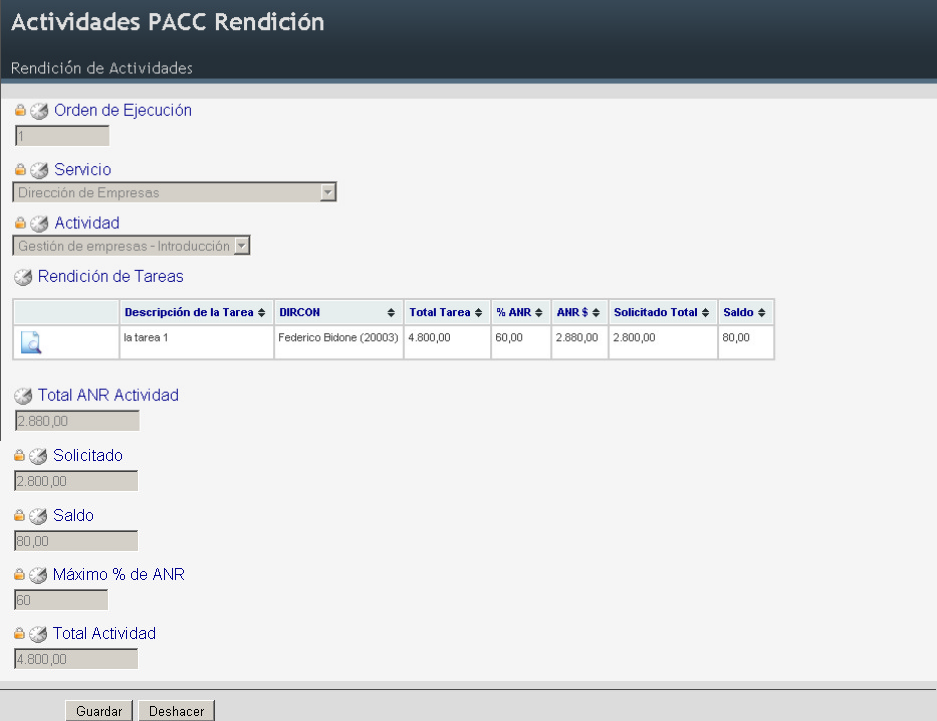 Actividades PACC Rendición
Rendición de Actividades
Orden de Ejecución
1
Servicio
Dirección de Empresas
Actividad
Gestión de empresas - Introducción
Rendición de Tareas
Descripción de la Tarea DIRCON Total Tarea % ANR ANR $ Solicitado Total Saldo
la tarea 1 Federico Bidone (20003) 4.800,00 60,00 2.880,00 2.800,00 80,00
Total ANR Actividad
2.880,00
Solicitado
2.800,00
Saldo
80,00
Máximo % de ANR
60
Total Actividad
4.800,00
Guardar Deshacer